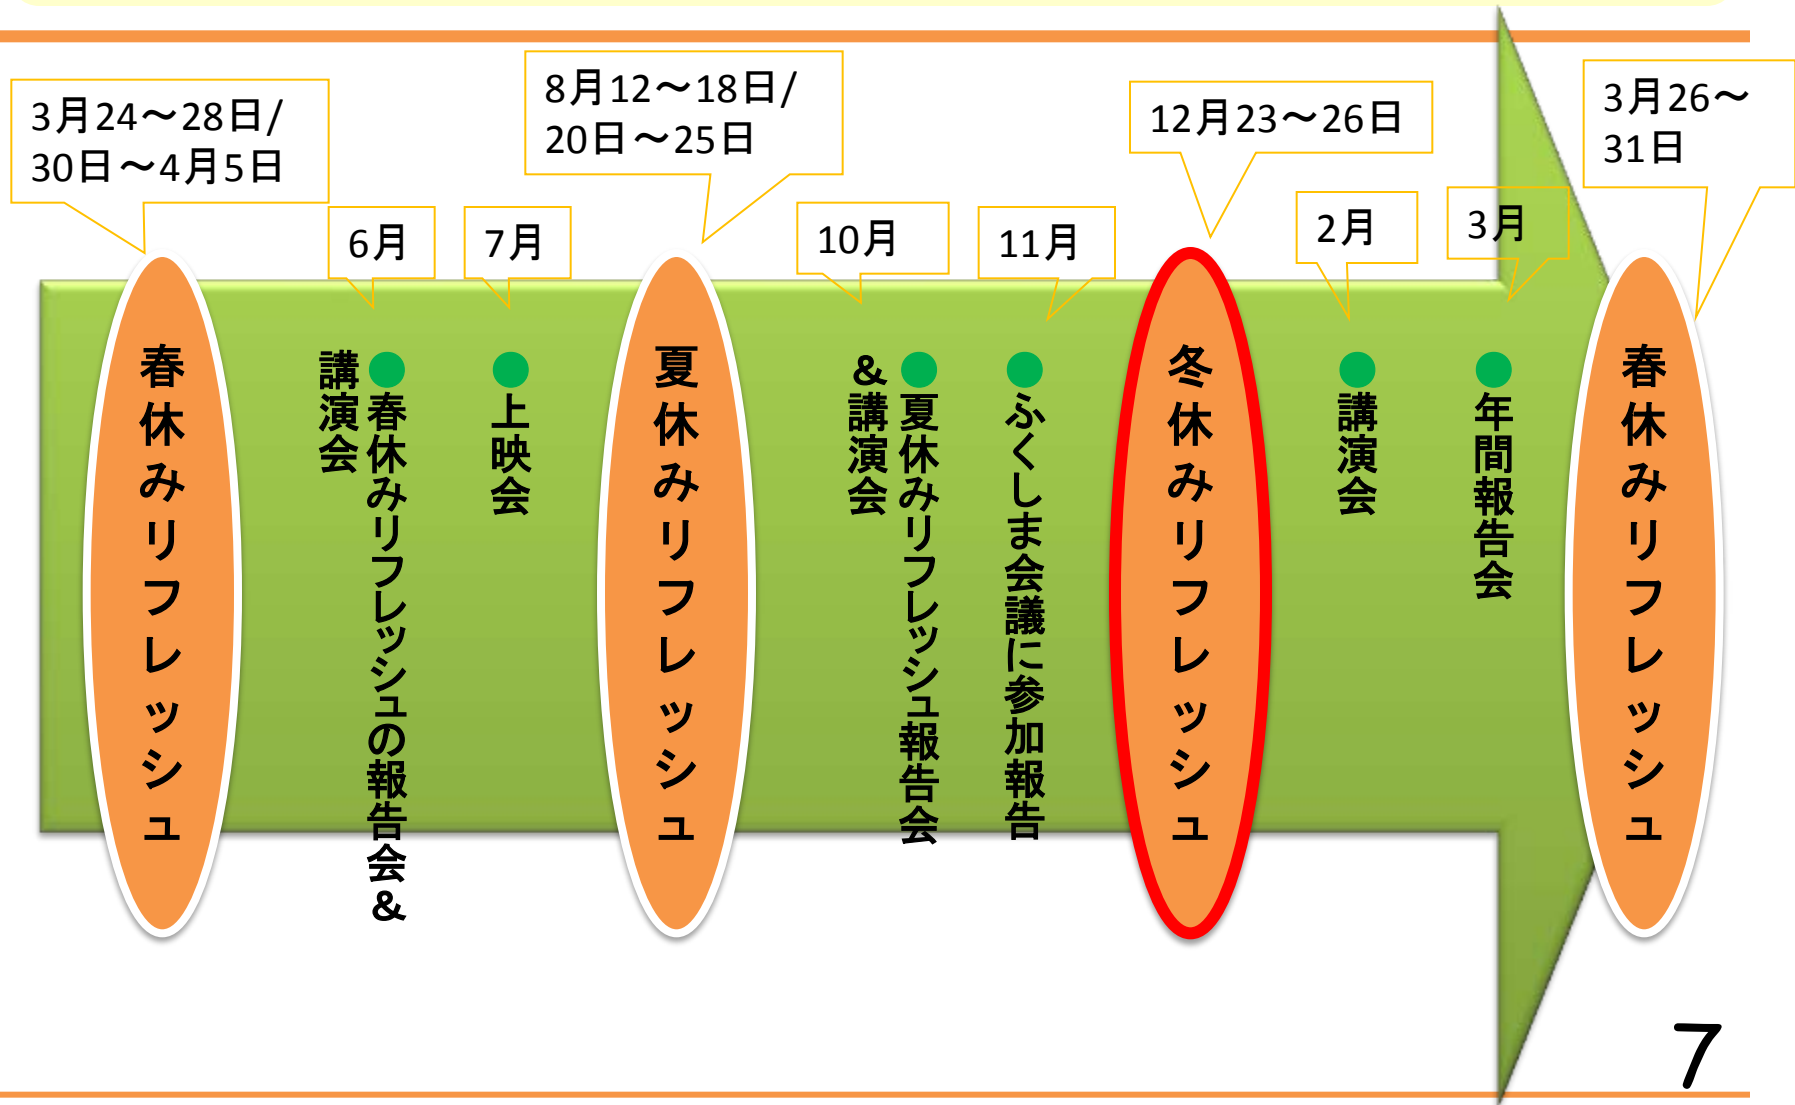 3月24～28日/
30日～4月5日
春休みリフレッシュ
6月
●春休みリフレッシュの報告会&
講演会
7月
●上映会
8月12～18日/
20日～25日
夏休みリフレッシュ
10月
●夏休みリフレッシュ報告会
&講演会
11月
●ふくしま会議に参加報告
12月23～26日
冬休みリフレッシュ
2月
●講演会
3月
●年間報告会
3月26～
31日
春休みリフレッシュ
7